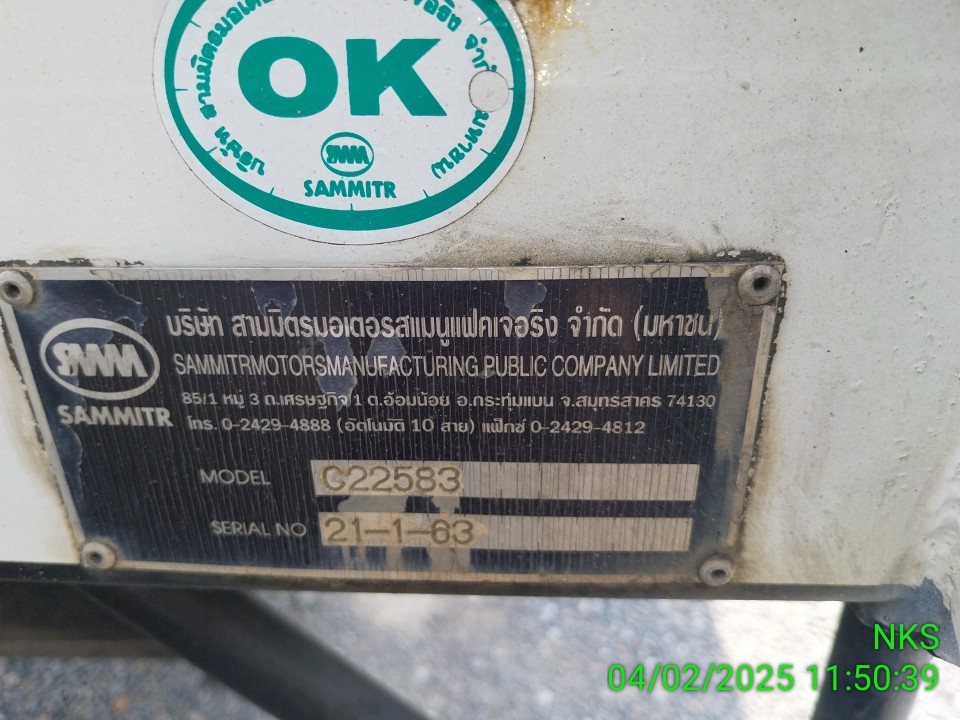 OK
SMM
SAMMITR
บริษัท สามมิตรมอเตอร์สแมนูแฟคเจอริง จำกัด (มหาชน)
SAMMITRMOTORSMANUFACTURING PUBLIC COMPANY LIMITED
SMM
SAMMITR
85/1 หมู่ 3 ถ.เศรษฐกิจ 1 ต.อ้อมน้อย อ.กระทุ่มแบน จ.สมุทรสาคร 74130
โทร. 0-2429-4888 (อัตโนมัติ 10 สาย) แฟ็กซ์ 0-2429-4812
MODEL C22583
SERIAL NO 21-1-63
NKS
04/02/2025 11:50:39